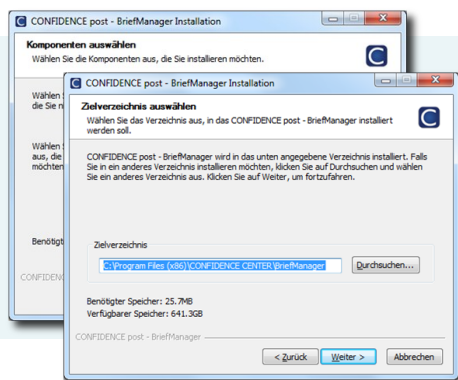 CONFIDENCE post - BriefManager Installation
Komponenten auswählen
Wählen Sie die Komponenten aus, die Sie installieren möchten.
C
Wählen
die Sie n
Wählen
aus, die
möchten
Benötigt
CONFIDEN
CONFIDENCE post - BriefManager Installation
Zielverzeichnis auswählen
Wählen Sie das Verzeichnis aus, in das CONFIDENCE post - BriefManager installiert
werden soll.
C
CONFIDENCE post - BriefManager wird in das unten angegebene Verzeichnis installiert. Falls
Sie in ein anderes Verzeichnis installieren möchten, klicken Sie auf Durchsuchen und wählen
Sie ein anderes Verzeichnis aus. Klicken Sie auf Weiter, um fortzufahren.
Zielverzeichnis
C:\Program Files (x86)\CONFIDENCE CENTER\BriefManager
Durchsuchen...
Benötigter Speicher: 25.7MB
Verfügbarer Speicher: 641.3GB
CONFIDENCE post - BriefManager
< Zurück
Weiter >
Abbrechen